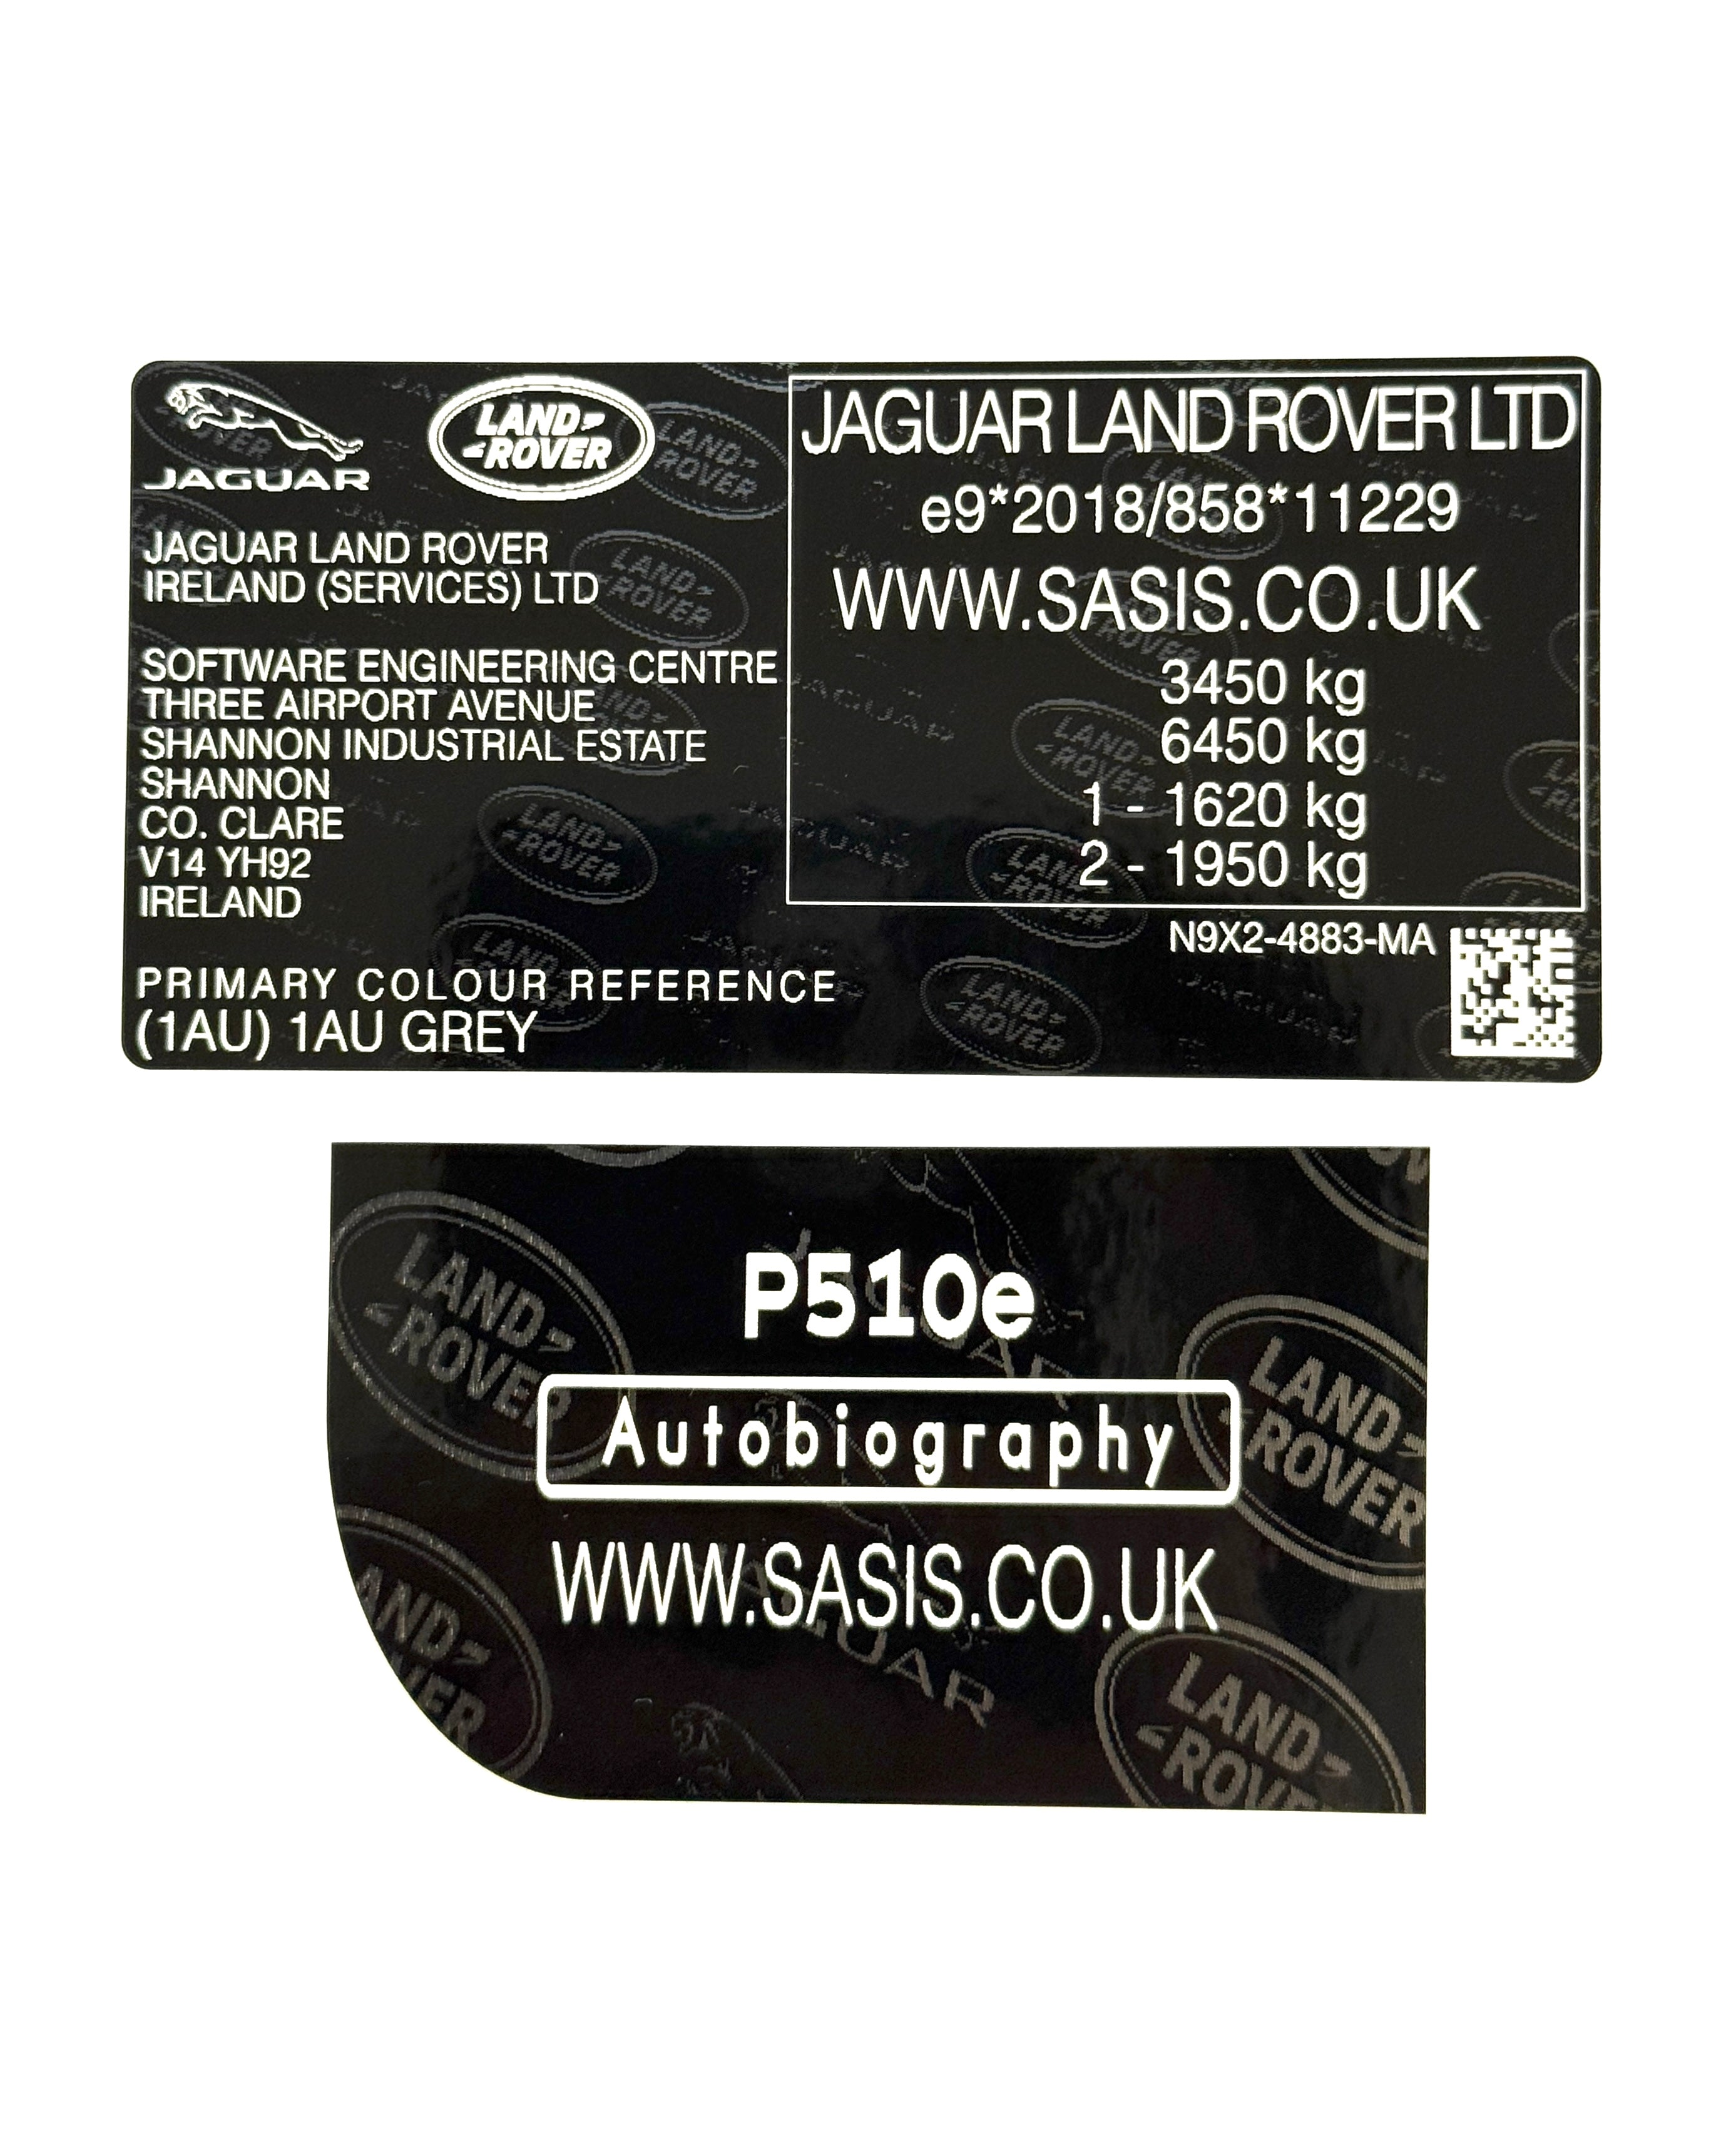 JAGUAR
LAND
ROVER
JAGUAR LAND ROVER
IRELAND (SERVICES) LTD
SOFTWARE ENGINEERING CENTRE
THREE AIRPORT AVENUE
SHANNON INDUSTRIAL ESTATE
SHANNON
CO. CLARE
V14 YH92
IRELAND
PRIMARY COLOUR REFERENCE
(1AU) 1AU GREY
JAGUAR LAND ROVER LTD
e9*2018/858*11229
WWW.SASIS.CO.UK
3450 kg
6450 kg
1 - 1620 kg
2 - 1950 kg
N9X2-4883-MA
P510e
Autobiography
WWW.SASIS.CO.UK